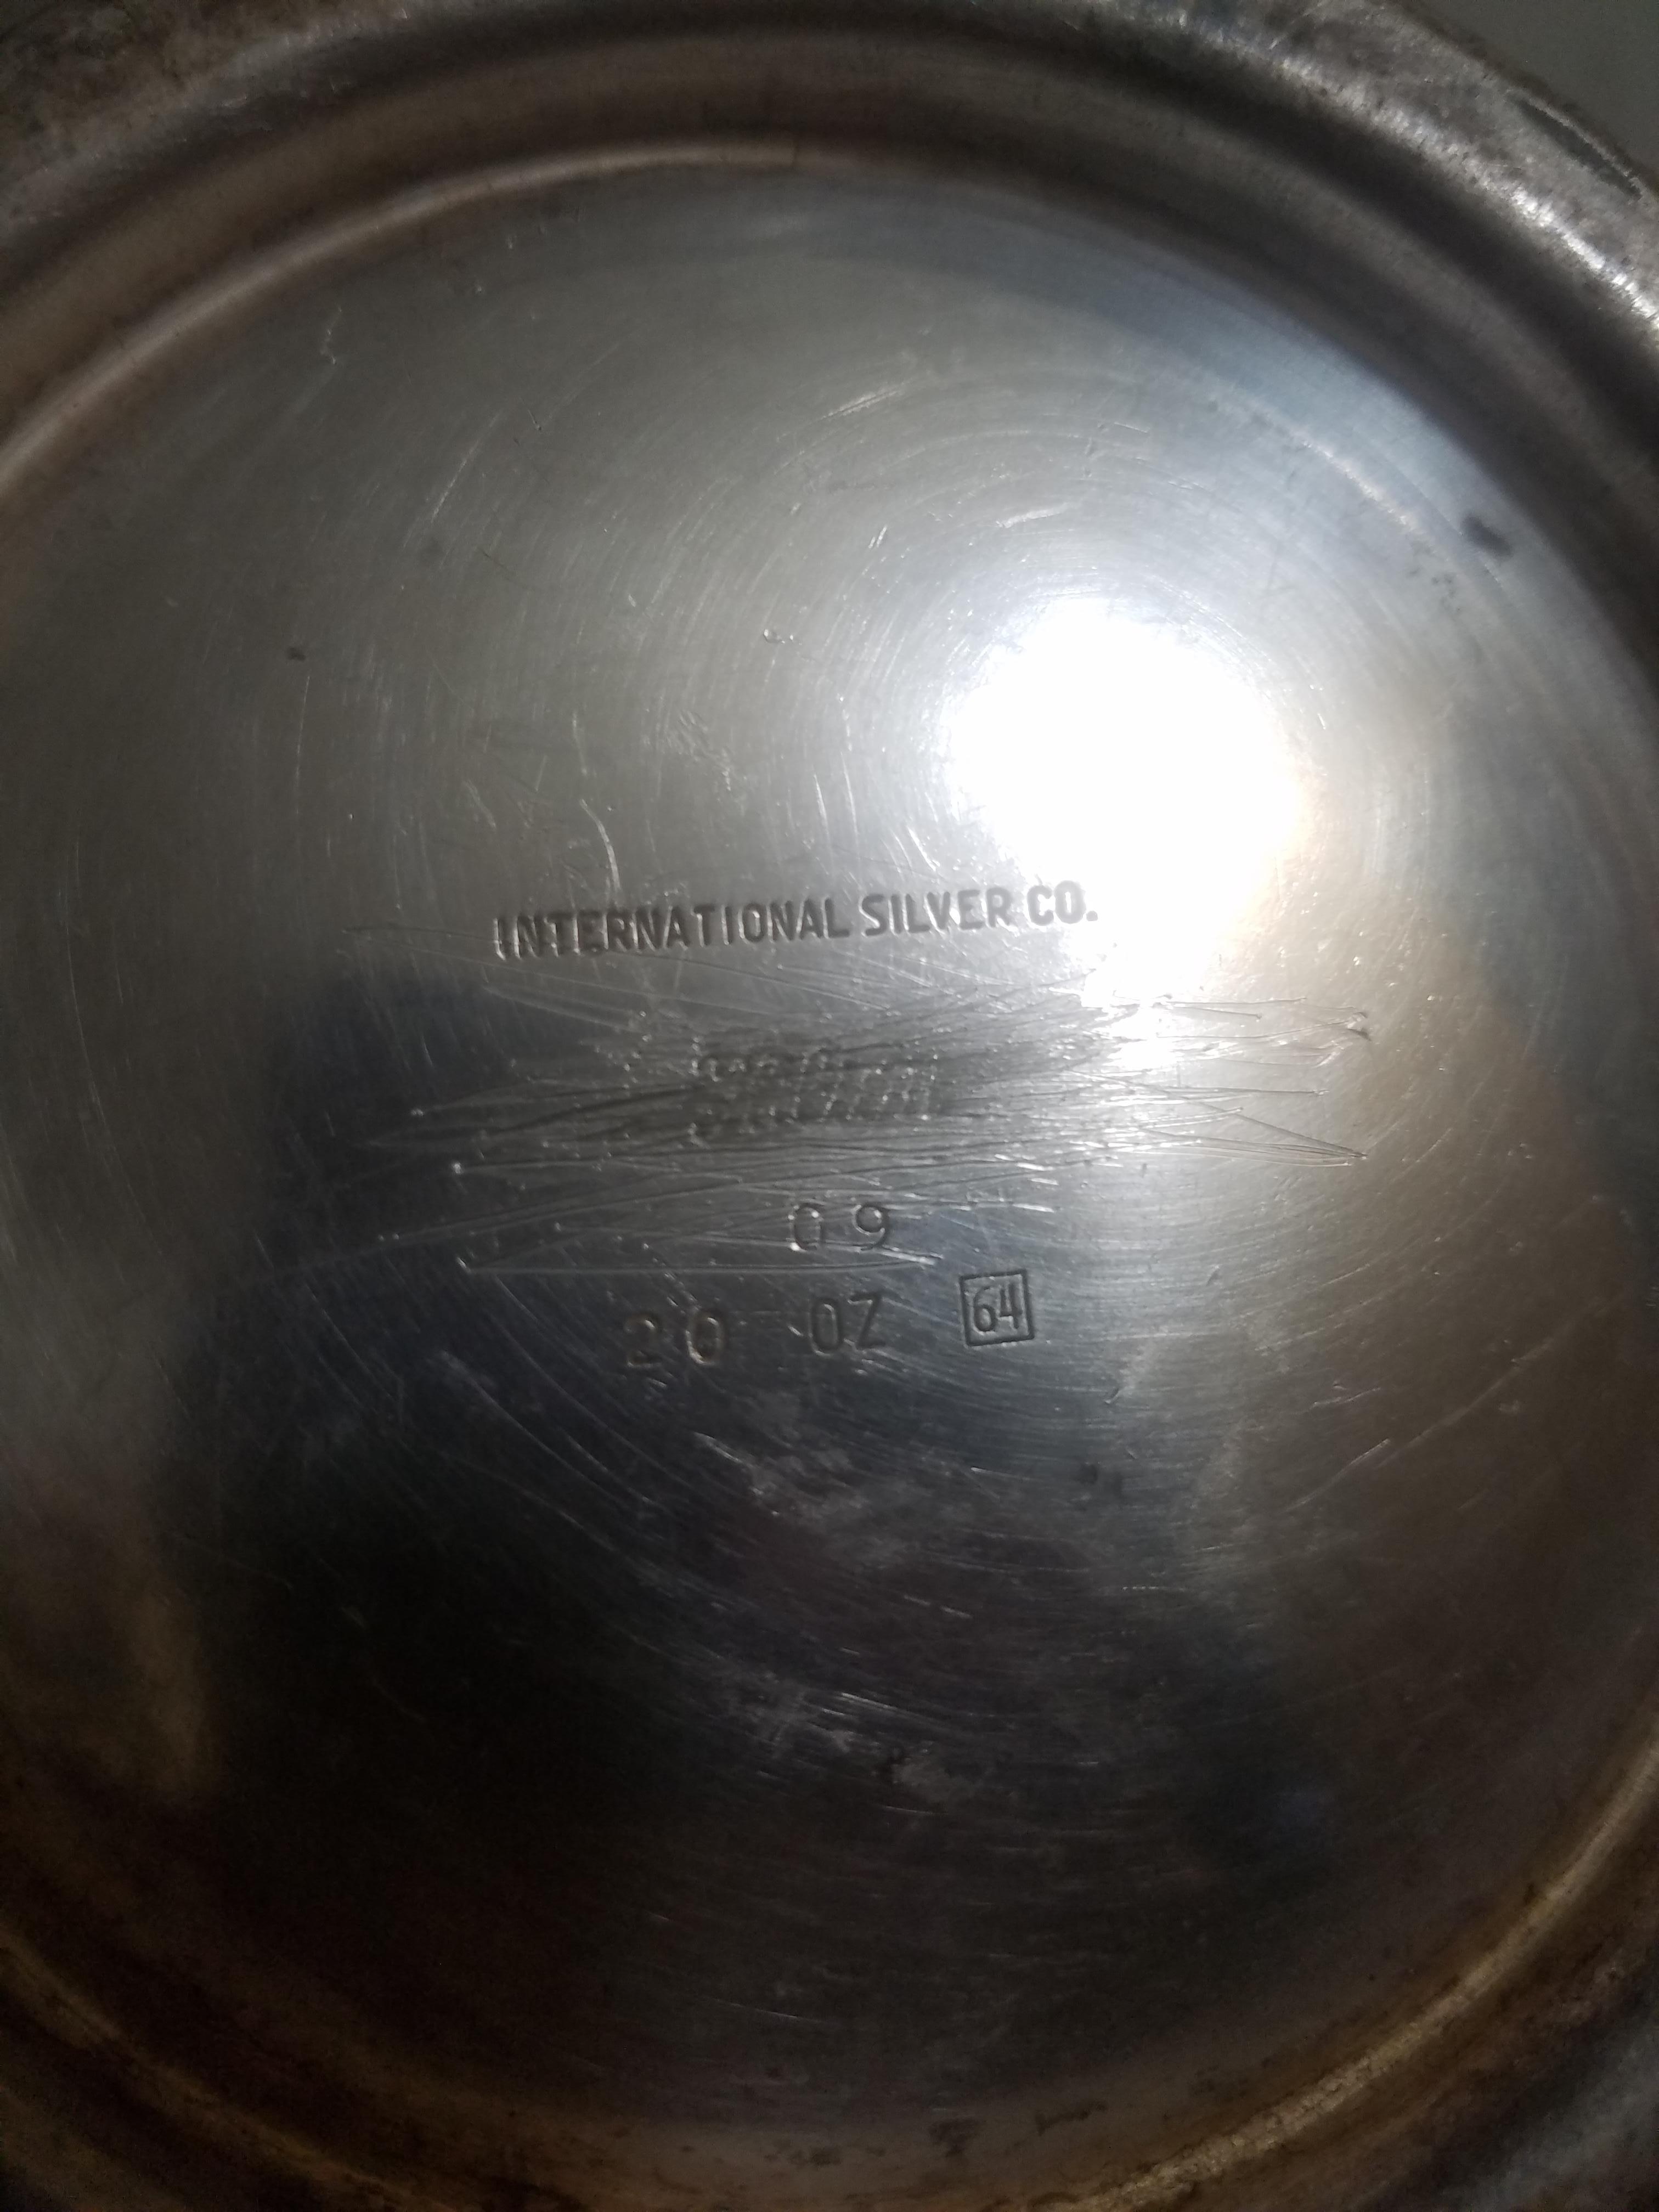 INTERNATIONAL SILVER CO.
09
20 OZ 64